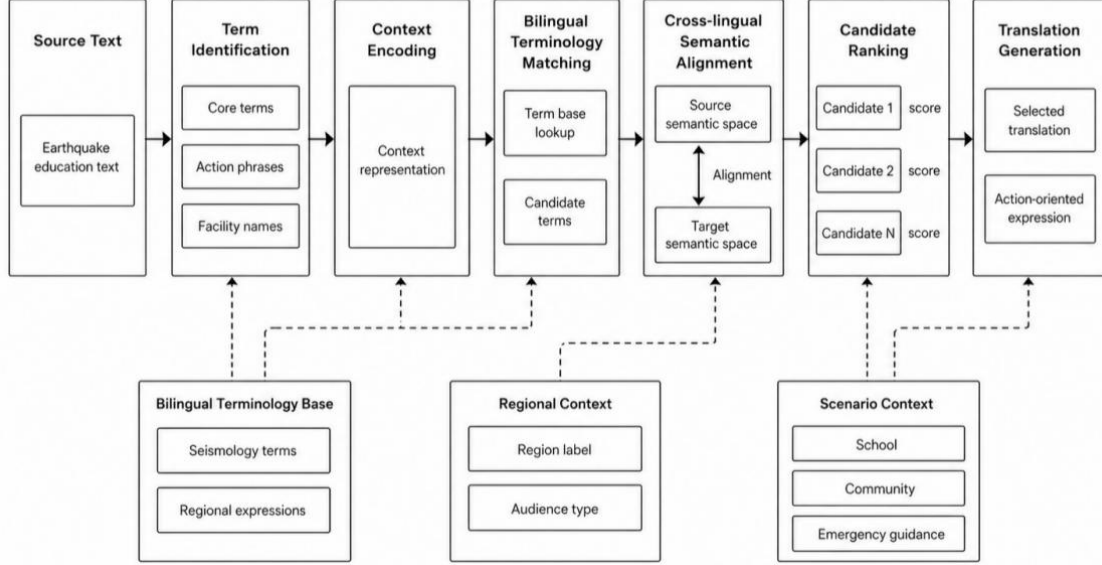 Source Text
Earthquake
education text
Term
Identification
Core terms
Action phrases
Facility names
Context
Encoding
Context
representation
Bilingual
Terminology
Matching
Term base
lookup
Candidate
terms
Cross-lingual
Semantic
Alignment
Source
semantic space
Alignment
Target
semantic space
Candidate
Ranking
Candidate 1 score
Candidate 2 score
Candidate N score
Translation
Generation
Selected
translation
Action-oriented
expression
Bilingual Terminology Base
Seismology terms
Regional expressions
Regional Context
Region label
Audience type
Scenario Context
School
Community
Emergency guidance